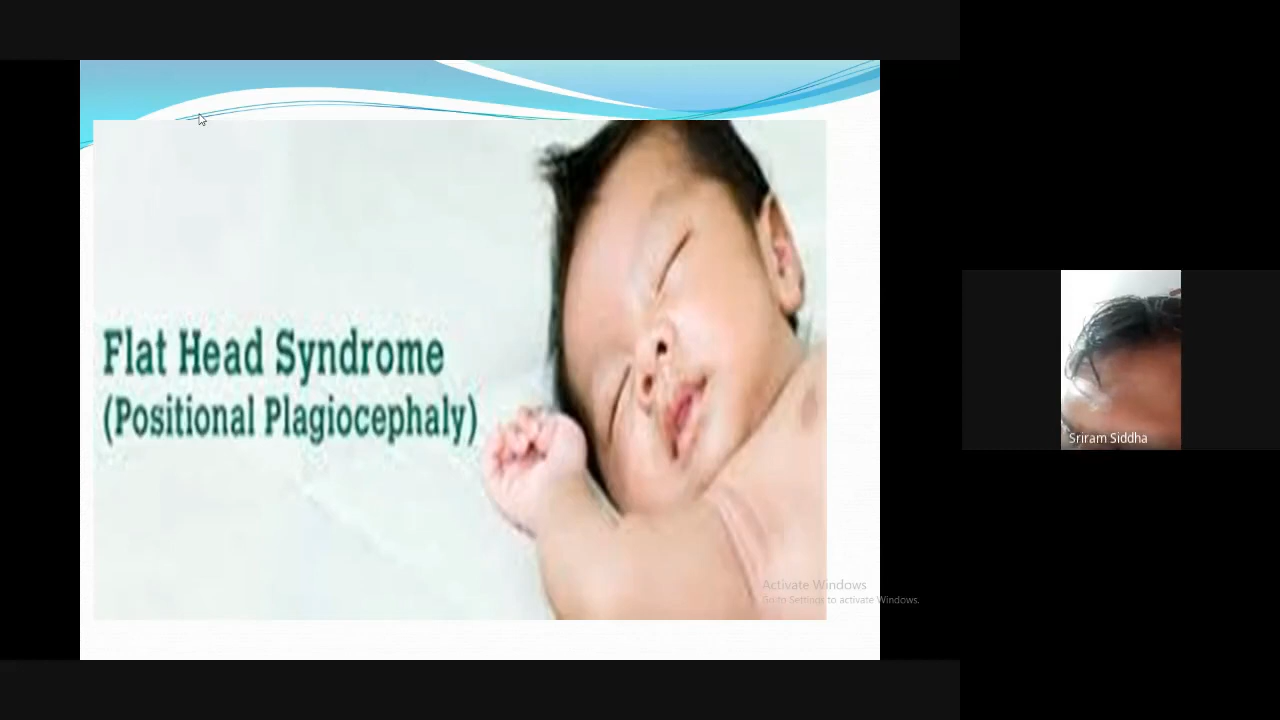 Flat Head Syndrome
(Positional Plagiocephaly)
Sriram Siddha
Activate Windows
Go to Settings to activate Windows.